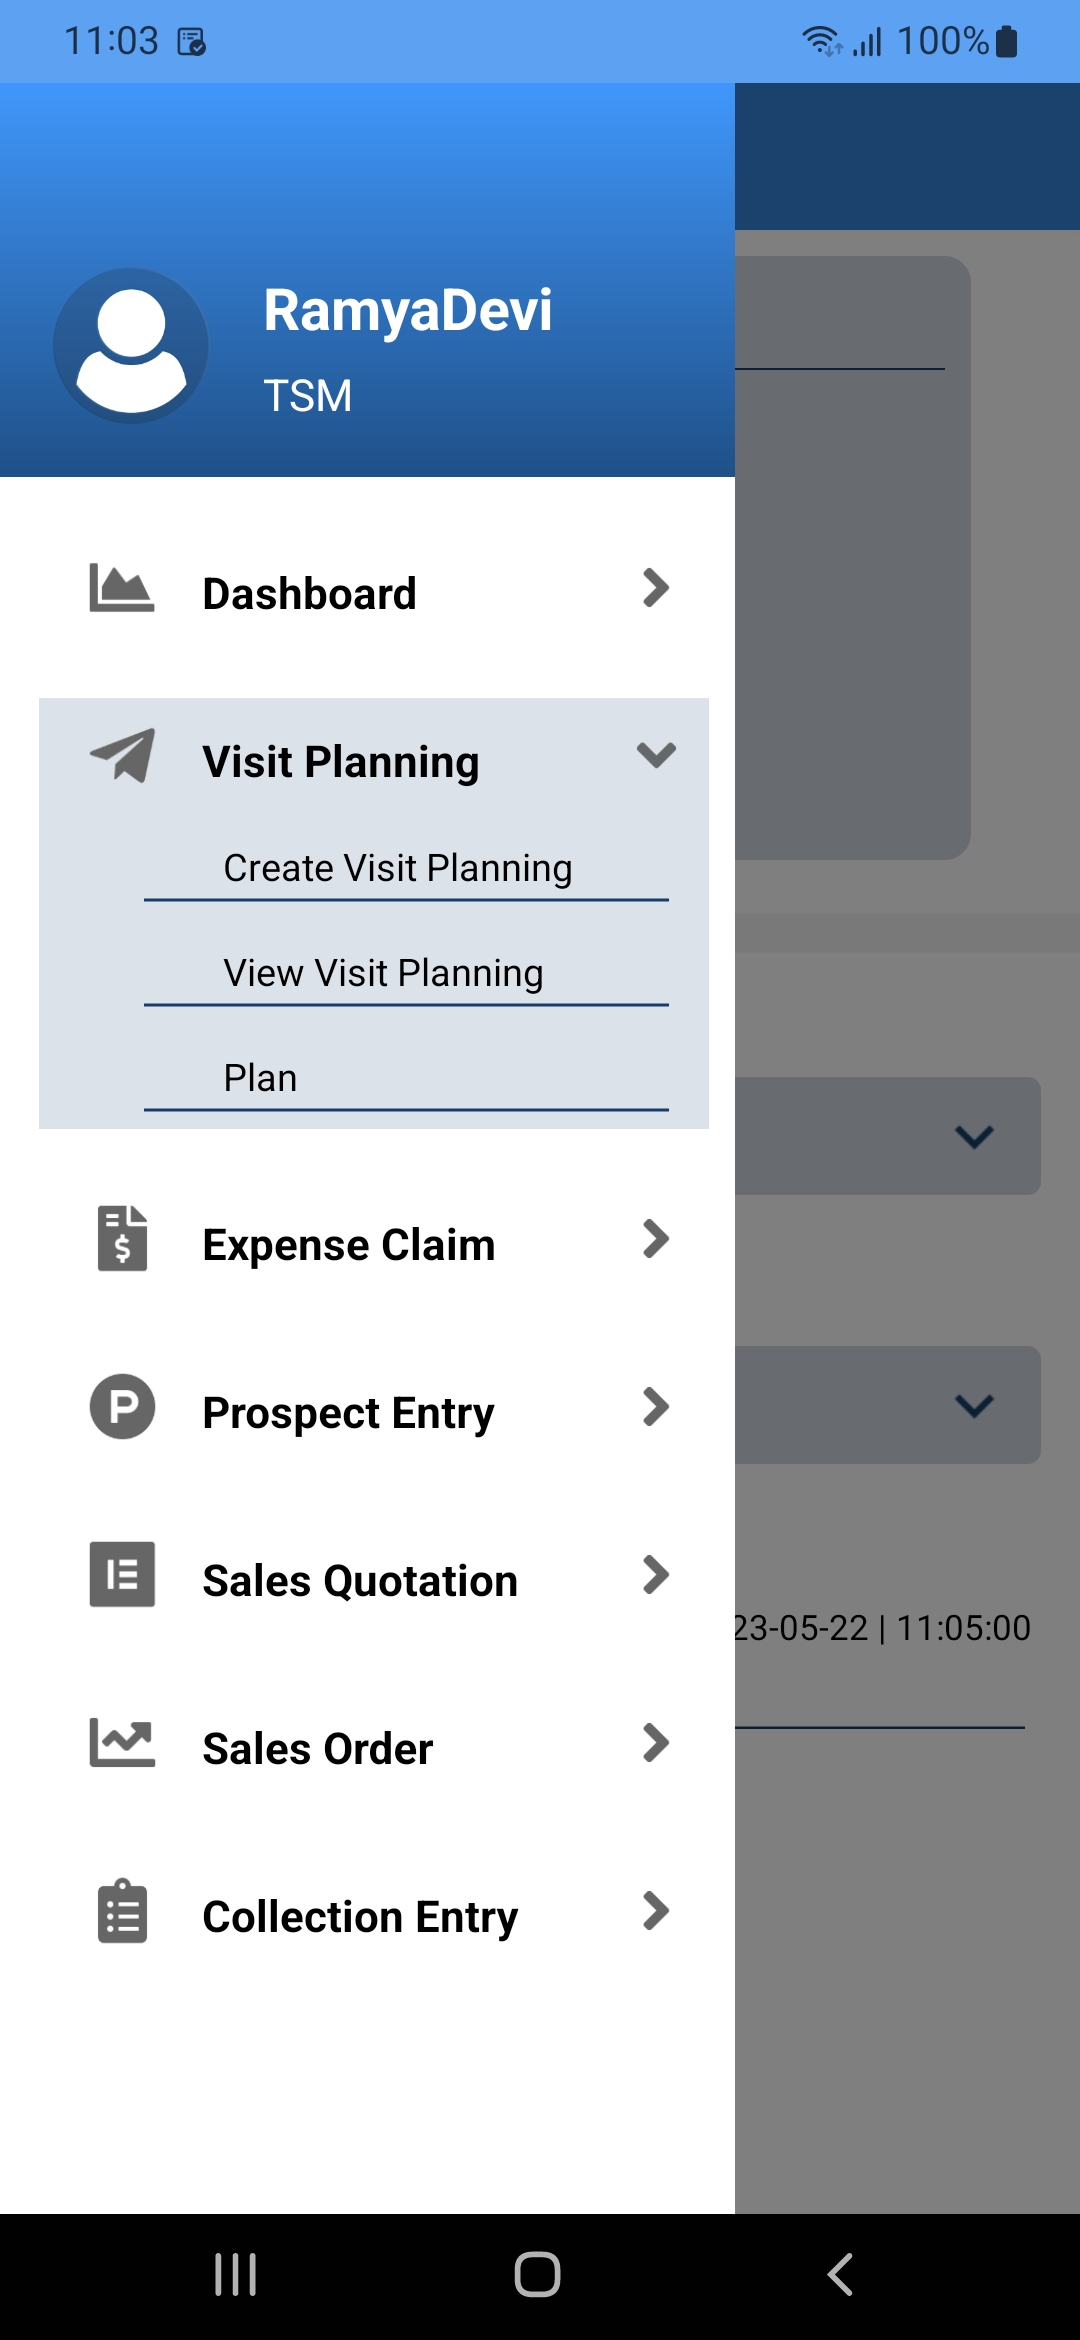 11:03
100%
RamyaDevi
TSM
Dashboard
Visit Planning
Create Visit Planning
View Visit Planning
Plan
Expense Claim
Prospect Entry
Sales Quotation
23-05-22 | 11:05:00
Sales Order
Collection Entry